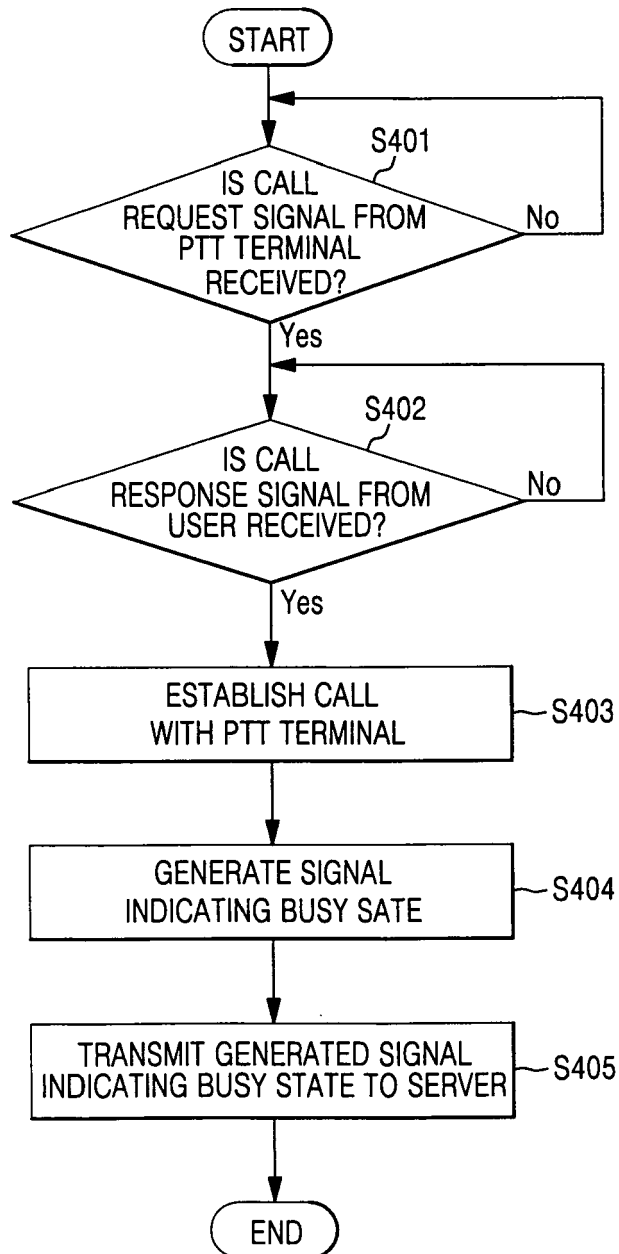 START
S401
IS CALL
REQUEST SIGNAL FROM
PTT TERMINAL
RECEIVED?
No
Yes
S402
IS CALL
RESPONSE SIGNAL FROM
USER RECEIVED?
No
Yes
ESTABLISH CALL
WITH PTT TERMINAL
S403
GENERATE SIGNAL
INDICATING BUSY SATE
S404
TRANSMIT GENERATED SIGNAL
INDICATING BUSY STATE TO SERVER
S405
END